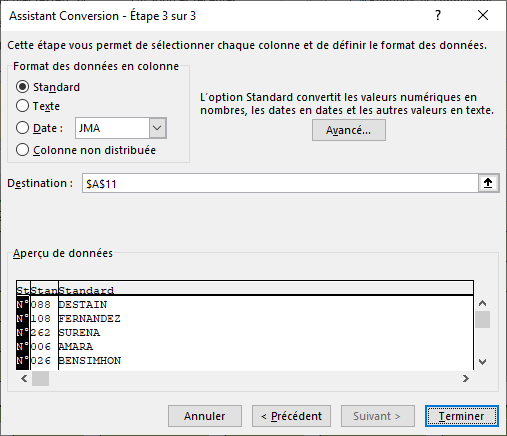 Assistant Conversion - Étape 3 sur 3
?
Cette étape vous permet de sélectionner chaque colonne et de définir le format des données.
Format des données en colonne
Standard
Texte
Date : JMA
Colonne non distribuée
L'option Standard convertit les valeurs numériques en
nombres, les dates en dates et les autres valeurs en texte.
Avancé...
Destination : $A$11
Aperçu de données
St Stan Standard
N° 088 DESTAIN
N° 108 FERNANDEZ
N° 262 SURENA
N° 006 AMARA
N° 026 BENSIMHON
Annuler < Précédent Suivant > Terminer